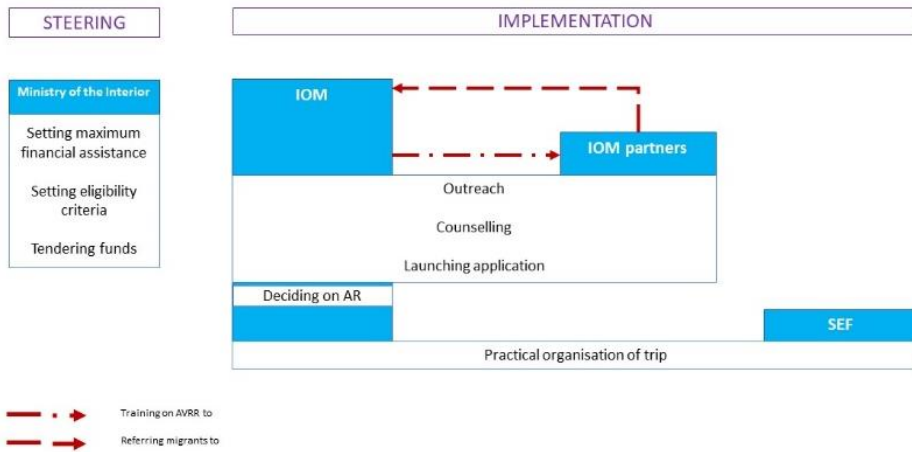 STEERING
IMPLEMENTATION
Ministry of the Interior
Setting maximum
financial assistance
Setting eligibility
criteria
Tendering funds
IOM
IOM partners
Outreach
Counselling
Launching application
Deciding on AR
SEF
Practical organisation of trip
Training on AVRR to
Referring migrants to